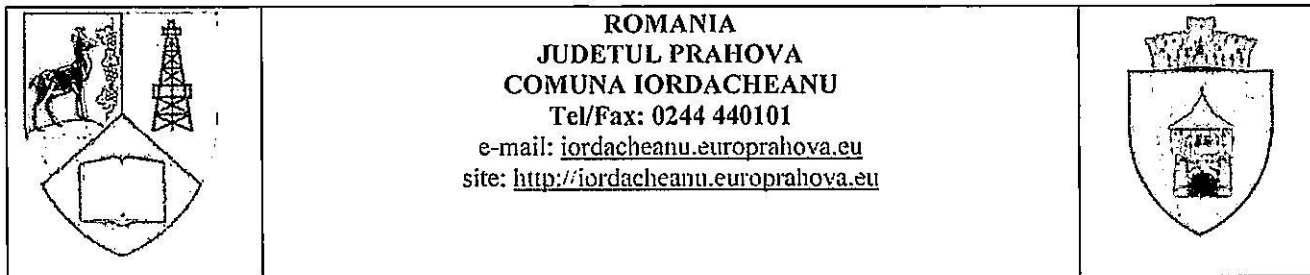 ROMANIA
JUDETUL PRAHOVA
COMUNA IORDACHEANU
Tel/Fax: 0244 440101
e-mail: iordacheanu.europrahova.eu
site: http://iordacheanu.europrahova.eu